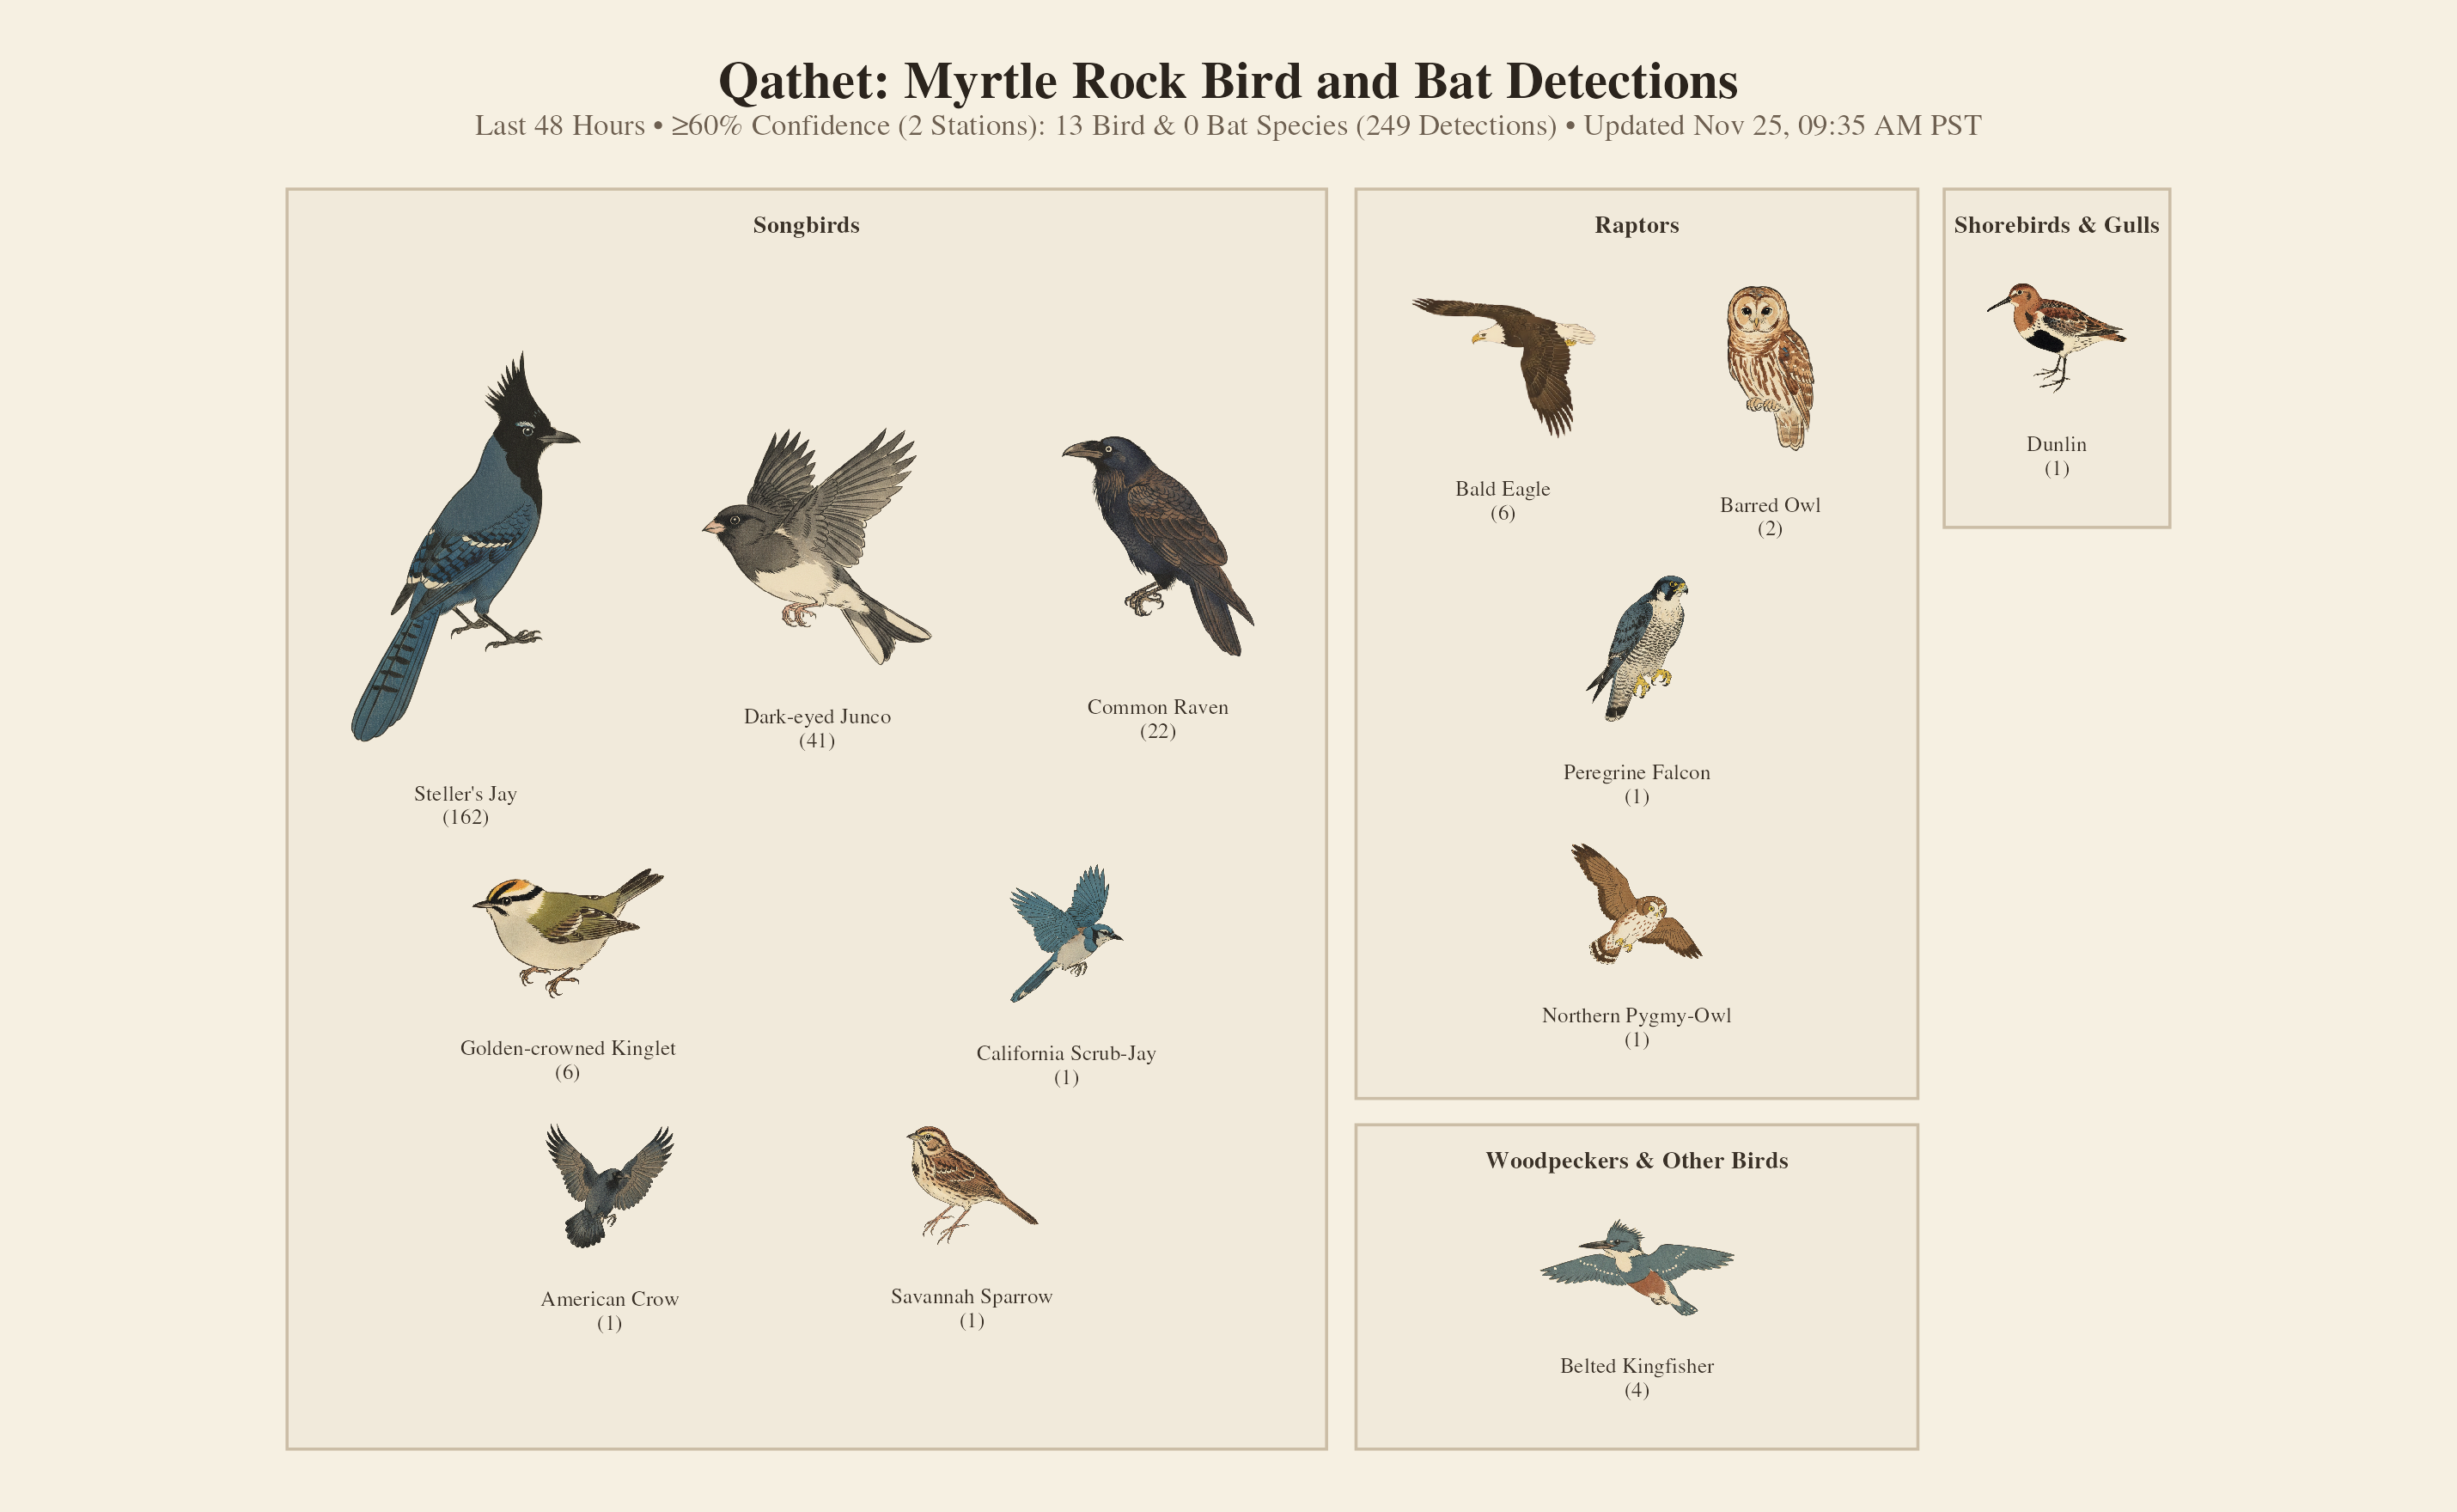 Qathet: Myrtle Rock Bird and Bat Detections
Last 48 Hours • ≥60% Confidence (2 Stations): 13 Bird & 0 Bat Species (249 Detections) • Updated Nov 25, 09:35 AM PST
Songbirds
Steller's Jay
(162)
Dark-eyed Junco
(41)
Common Raven
(22)
Golden-crowned Kinglet
(6)
California Scrub-Jay
(1)
American Crow
(1)
Savannah Sparrow
(1)
Raptors
Bald Eagle
(6)
Barred Owl
(2)
Peregrine Falcon
(1)
Northern Pygmy-Owl
(1)
Woodpeckers & Other Birds
Belted Kingfisher
(4)
Shorebirds & Gulls
Dunlin
(1)